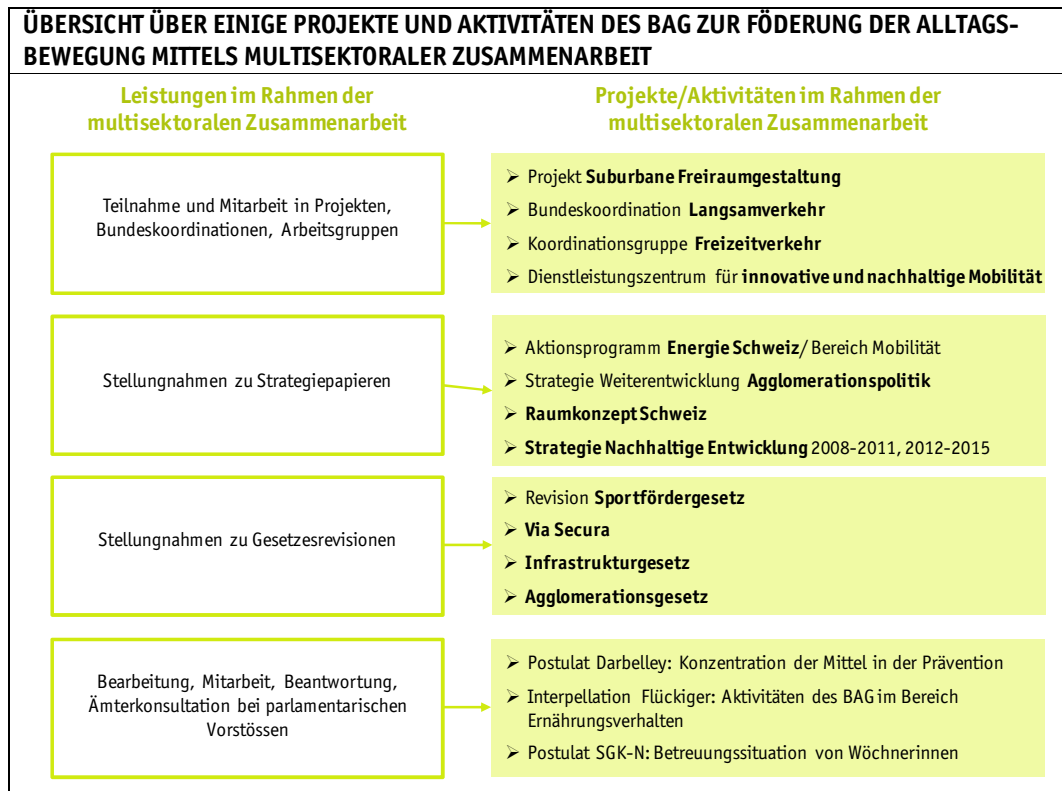 ÜBERSICHT ÜBER EINIGE PROJEKTE UND AKTIVITÄTEN DES BAG ZUR FÖDERUNG DER ALLTAGS-
BEWEGUNG MITTELS MULTISEKTORALER ZUSAMMENARBEIT
Leistungen im Rahmen der
multisektoralen Zusammenarbeit
Projekte/Aktivitäten im Rahmen der
multisektoralen Zusammenarbeit
Teilnahme und Mitarbeit in Projekten,
Bundeskoordinationen, Arbeitsgruppen
➢ Projekt Suburbane Freiraumgestaltung
➢ Bundeskoordination Langsamverkehr
➢ Koordinationsgruppe Freizeitverkehr
➢ Dienstleistungszentrum für innovative und nachhaltige Mobilität
Stellungnahmen zu Strategiepapieren
➢ Aktionsprogramm Energie Schweiz/ Bereich Mobilität
➢ Strategie Weiterentwicklung Agglomerationspolitik
➢ Raumkonzept Schweiz
➢ Strategie Nachhaltige Entwicklung 2008-2011, 2012-2015
Stellungnahmen zu Gesetzesrevisionen
➢ Revision Sportfördergesetz
➢ Via Secura
➢ Infrastrukturgesetz
➢ Agglomerationsgesetz
Bearbeitung, Mitarbeit, Beantwortung,
Ämterkonsultation bei parlamentarischen
Vorstössen
➢ Postulat Darbelley: Konzentration der Mittel in der Prävention
➢ Interpellation Flückiger: Aktivitäten des BAG im Bereich
Ernährungsverhalten
➢ Postulat SGK-N: Betreuungssituation von Wöchnerinnen